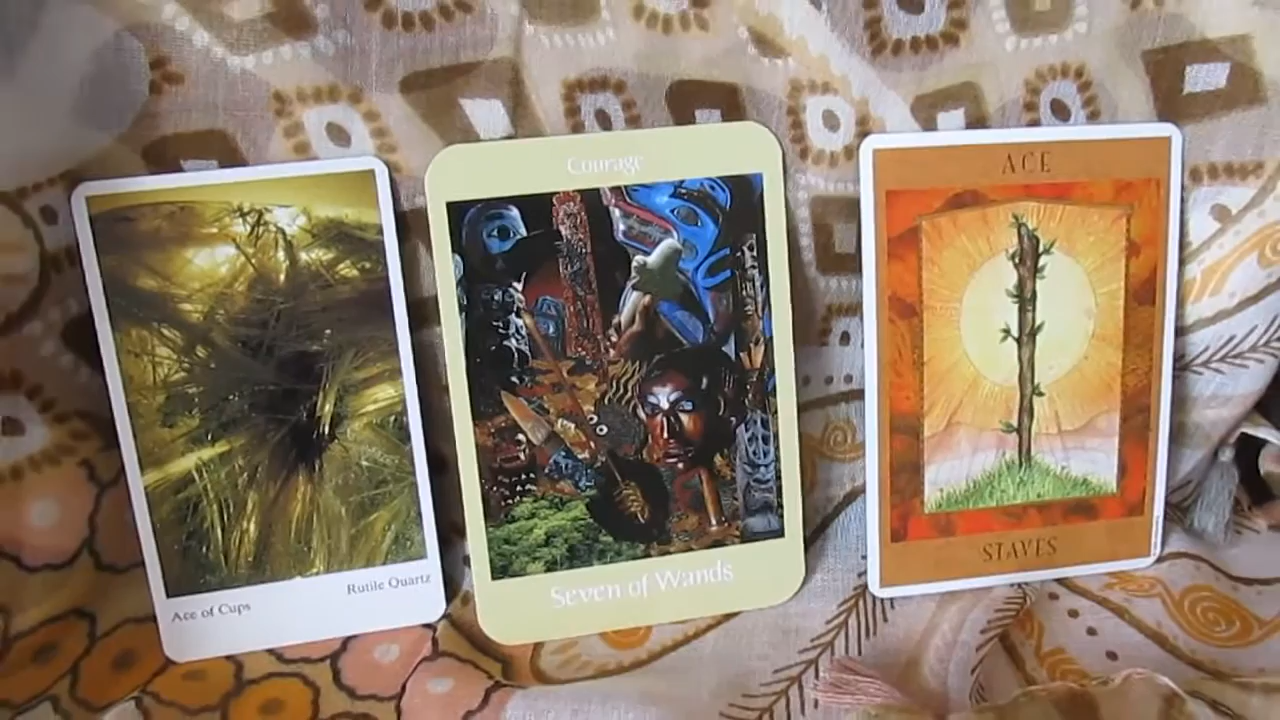 Ace of Cups
Rutile Quartz
Courage
Seven of Wands
ACE
STAVES